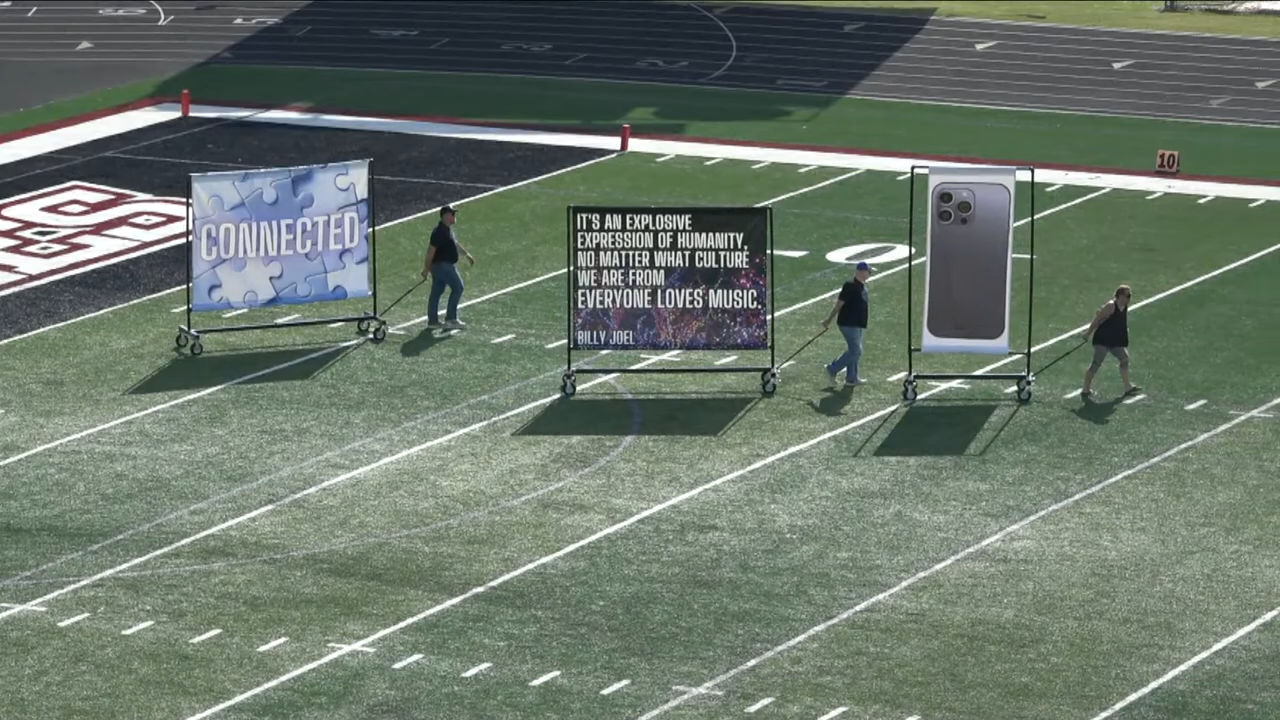 CONNECTED
IT'S AN EXPLOSIVE
EXPRESSION OF HUMANITY,
NO MATTER WHAT CULTURE
WE ARE FROM
EVERYONE LOVES MUSIC.
BILLY JOEL
10